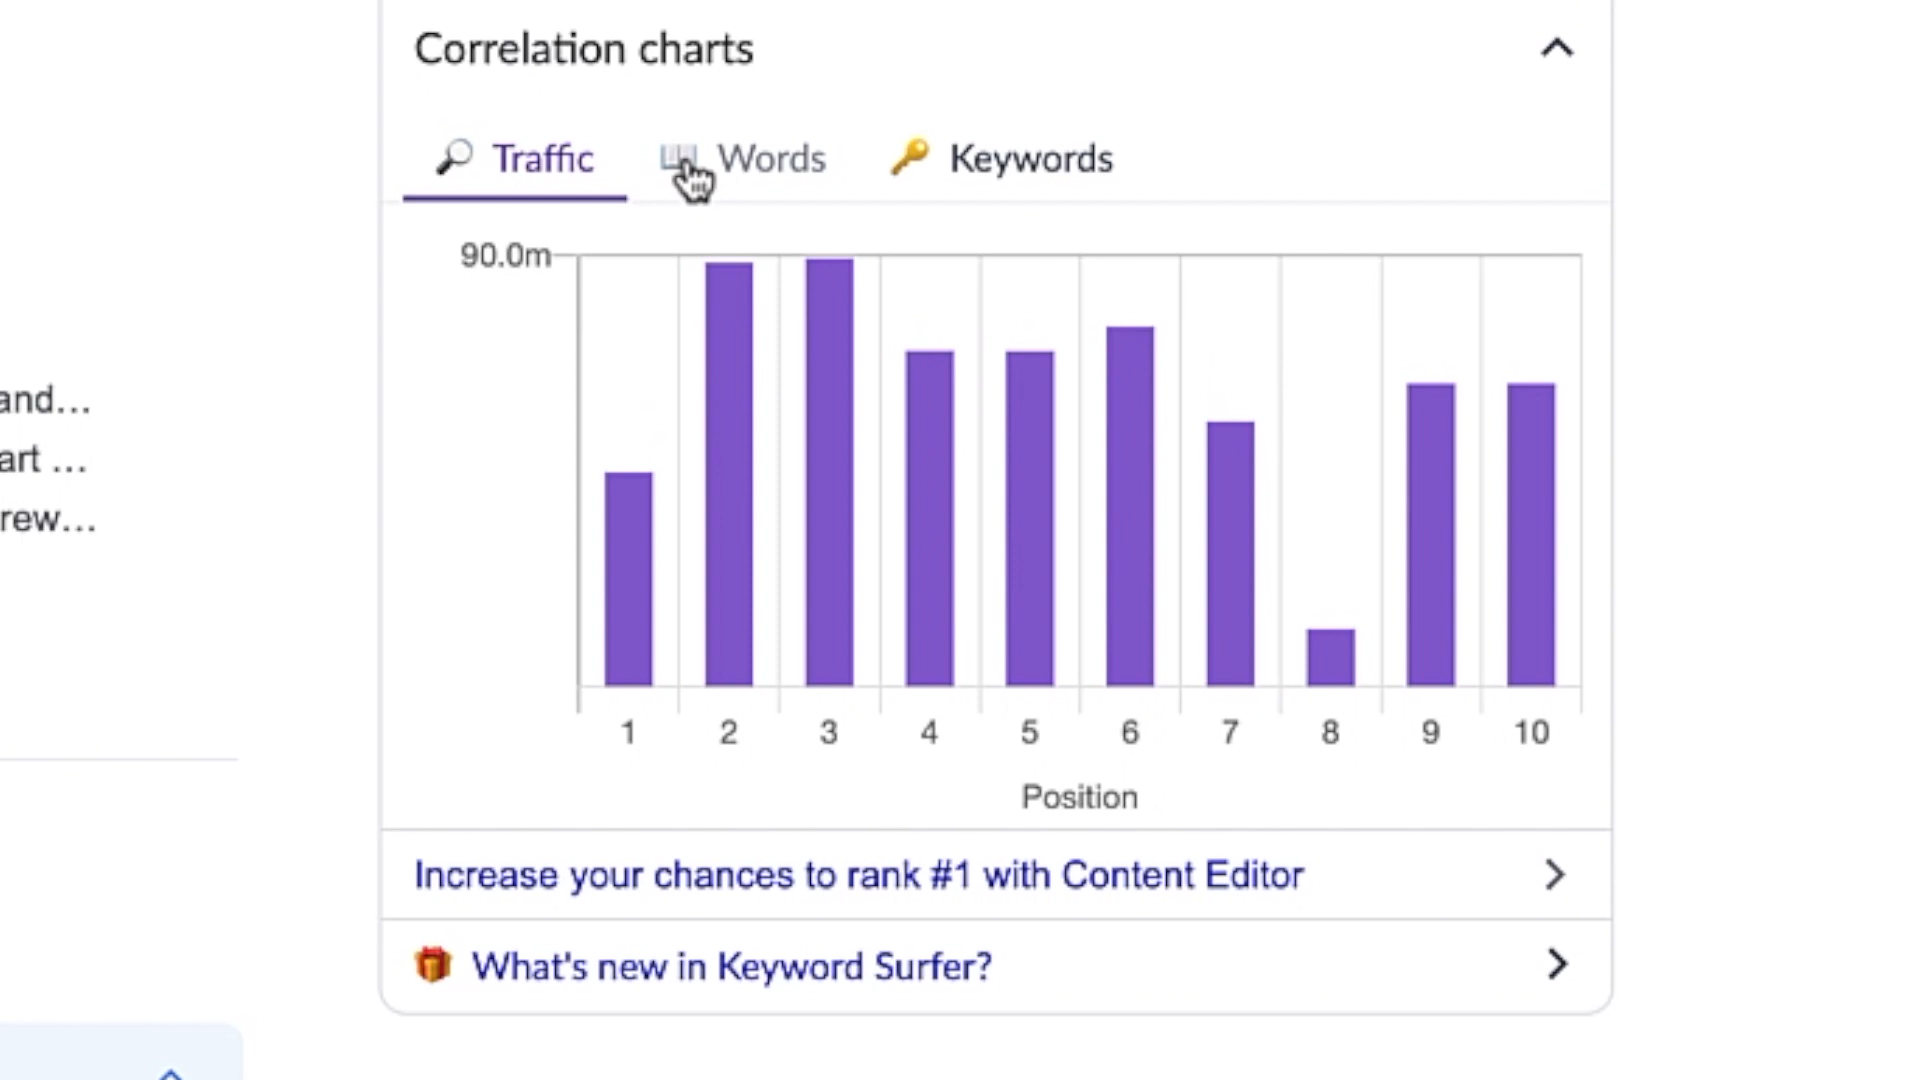 Correlation charts
Traffic Words Keywords
90.0m
and...
art ...
rew...
1 2 3 4 5 6 7 8 9 10
Position
Increase your chances to rank #1 with Content Editor
What's new in Keyword Surfer?